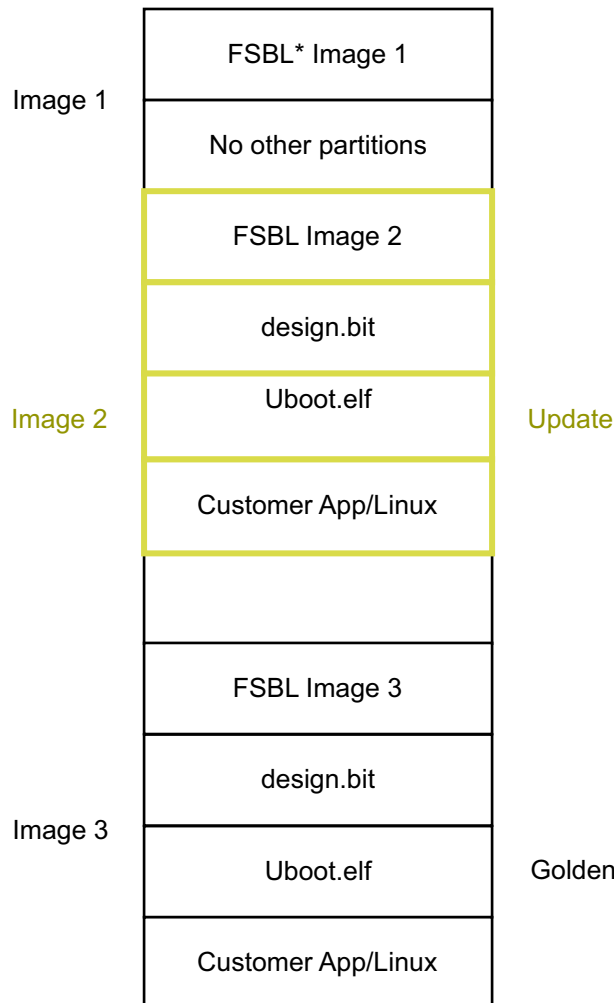 FSBL* Image 1
Image 1
No other partitions
FSBL Image 2
design.bit
Uboot.elf
Image 2
Update
Customer App/Linux
FSBL Image 3
design.bit
Image 3
Uboot.elf
Golden
Customer App/Linux